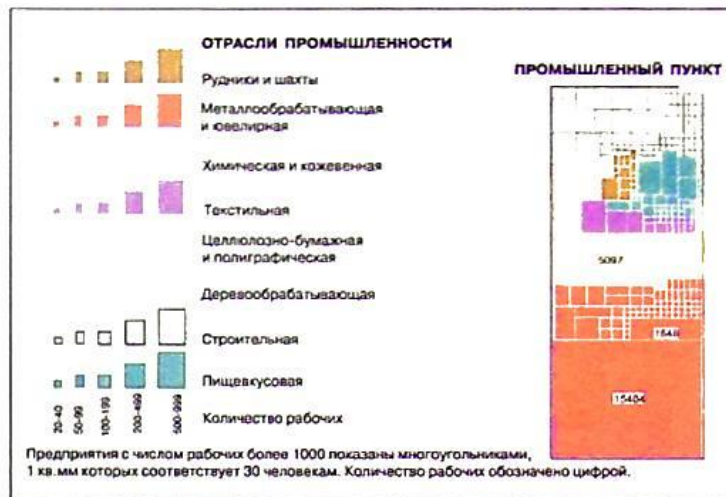 ОТРАСЛИ ПРОМЫШЛЕННОСТИ
Рудники и шахты
Металлообрабатывающая
и ювелирная
Химическая и кожевенная
Текстильная
Целлюлозно-бумажная
и полиграфическая
Деревообрабатывающая
Строительная
Пищевкусовая
20-40
50-99
100-199
200-499
500-999
Количество рабочих
ПРОМЫШЛЕННЫЙ ПУНКТ
5097
1648
15404
Предприятия с числом рабочих более 1000 показаны многоугольниками,
1 кв.мм которых соответствует 30 человекам. Количество рабочих обозначено цифрой.